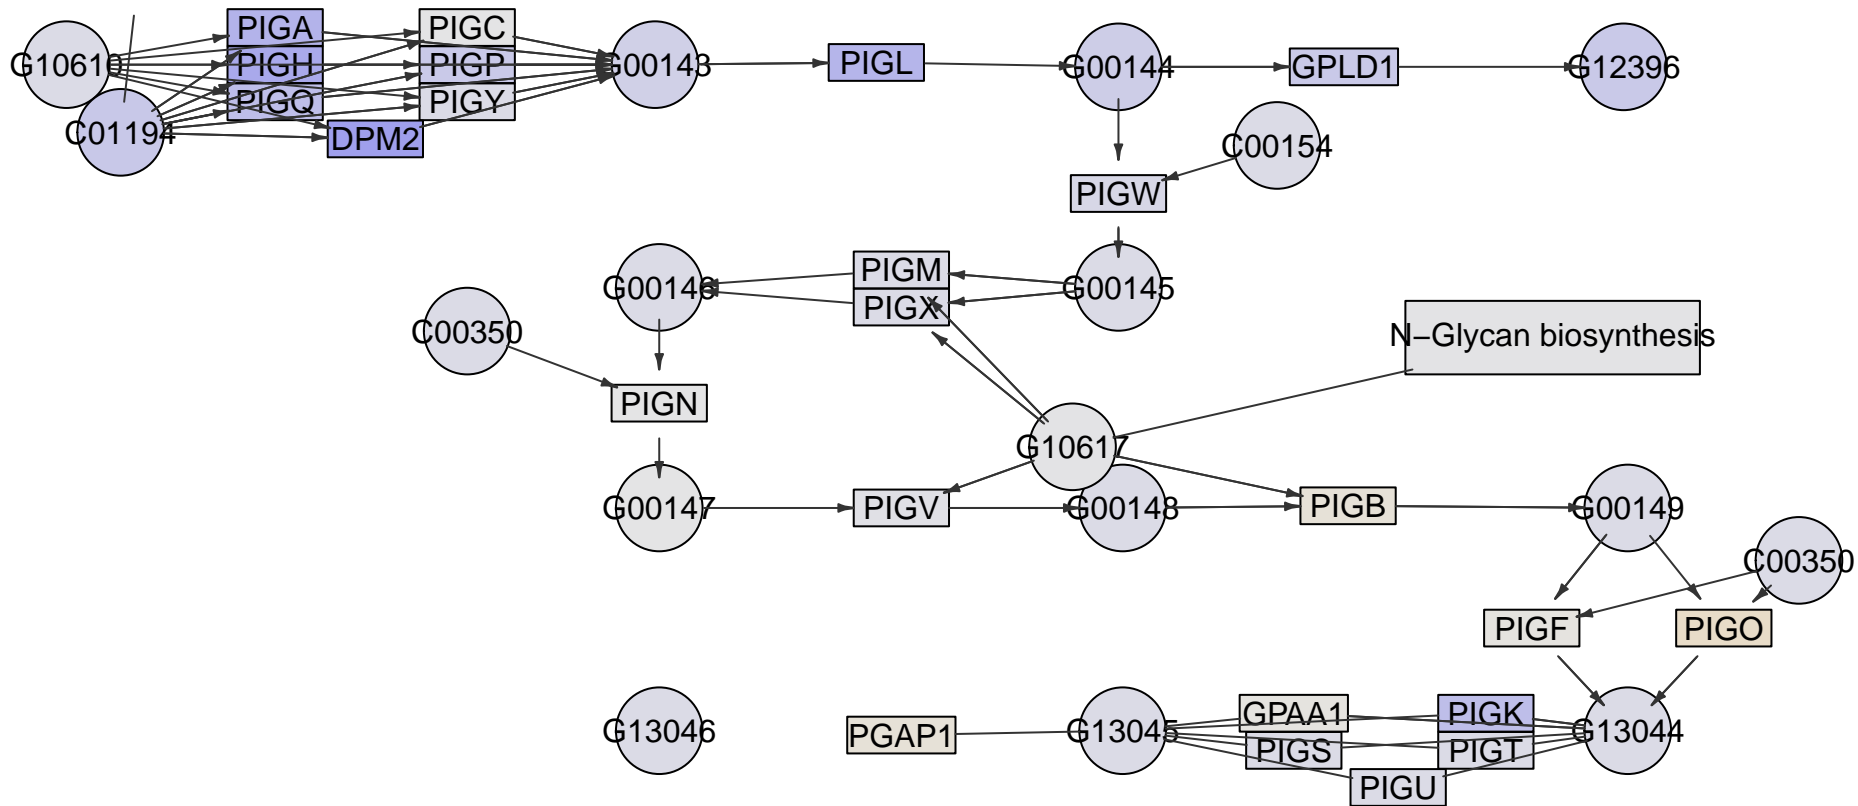 PIGA
PIGC
G10610
PIGH
PIGP
G00143
PIGL
G00144
GPLD1
G12396
PIGQ
PIGY
C01194
DPM2
C00154
PIGW
PIGM
G00146
G00145
PIGX
C00350
N−Glycan biosynthesis
PIGN
G10617
G00147
PIGV
G00148
PIGB
G00149
C00350
PIGF
PIGO
GPAA1
PIGK
G13046
PGAP1
G13045
G13044
PIGS
PIGT
PIGU